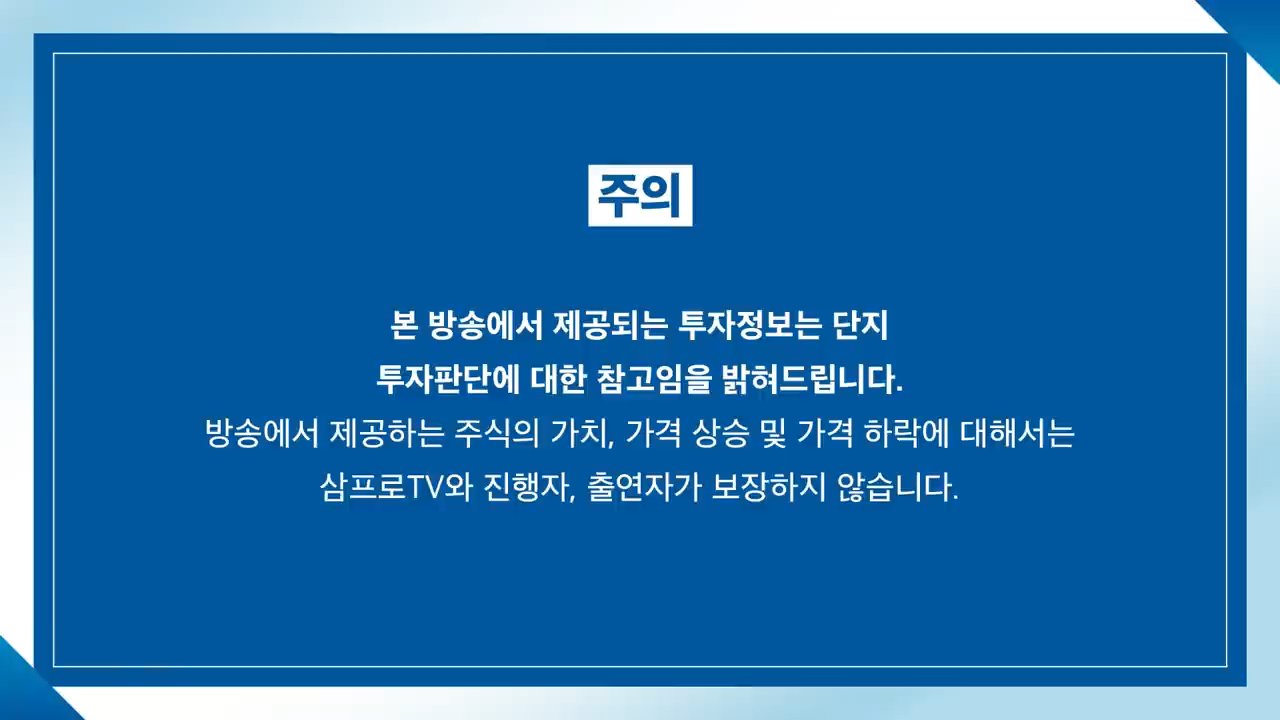 주의
본 방송에서 제공되는 투자정보는 단지
투자판단에 대한 참고임을 밝혀드립니다.
방송에서 제공하는 주식의 가치, 가격 상승 및 가격 하락에 대해서는
삼프로TV와 진행자, 출연자가 보장하지 않습니다.